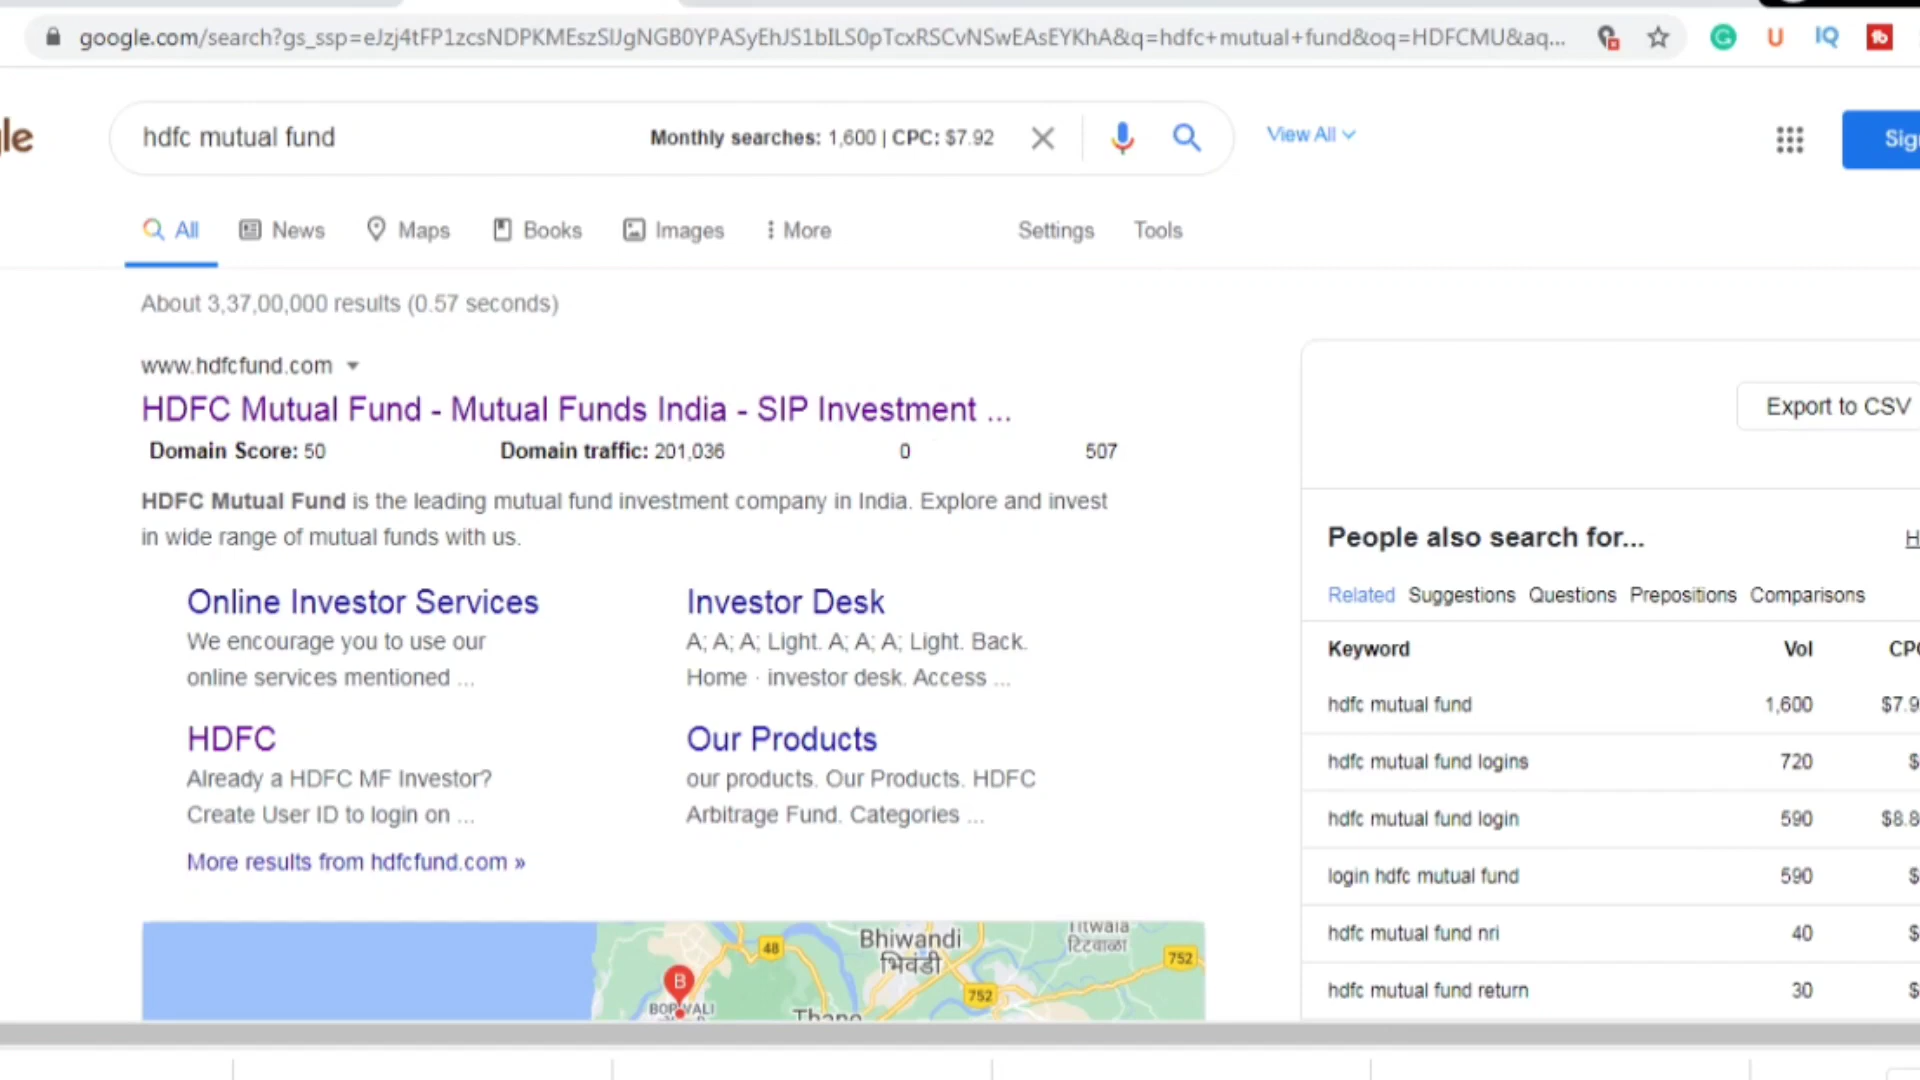 google.com/search?gs_ssp=eJzj4tFP1zcsNDPKMEszSlJgNGB0YPASyEhJS1bILS0pTcxRSCvNSwEAsEYKhA&q=hdfc+mutual+fund&oq=HDFCMU&aq...
G U IQ tb
le
hdfc mutual fund
Monthly searches: 1,600 | CPC: $7.92
View All
Sig
All News Maps Books Images More Settings Tools
About 3,37,00,000 results (0.57 seconds)
www.hdfcfund.com
HDFC Mutual Fund - Mutual Funds India - SIP Investment ...
Domain Score: 50 Domain traffic: 201,036 0 507
HDFC Mutual Fund is the leading mutual fund investment company in India. Explore and invest
in wide range of mutual funds with us.
Online Investor Services
We encourage you to use our
online services mentioned ...
Investor Desk
A; A; A; Light. A; A; A; Light. Back.
Home · investor desk. Access ...
HDFC
Already a HDFC MF Investor?
Create User ID to login on ...
Our Products
our products. Our Products. HDFC
Arbitrage Fund. Categories ...
More results from hdfcfund.com »
48
Bhiwandi
भिवंडी
Titwala
टिटवाळा
752
752
B
Thane
Export to CSV
People also search for...
H
Related Suggestions Questions Prepositions Comparisons
Keyword Vol CPC
hdfc mutual fund 1,600 $7.9
hdfc mutual fund logins 720 $
hdfc mutual fund login 590 $8.8
login hdfc mutual fund 590 $
hdfc mutual fund nri 40 $
hdfc mutual fund return 30 $